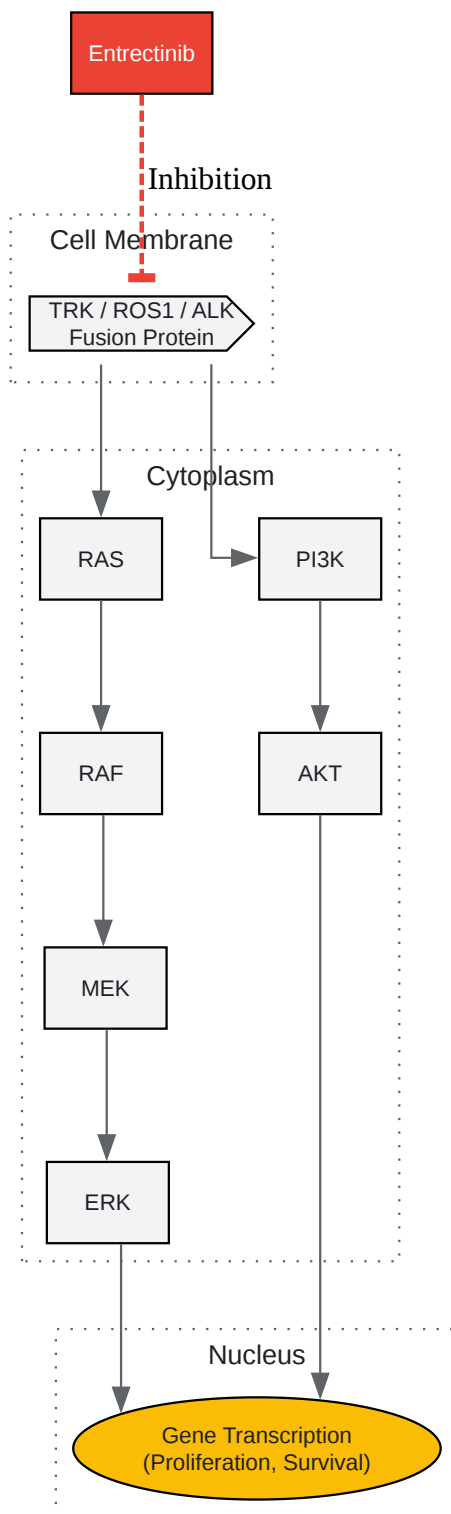 Entrectinib
Inhibition
Cell Membrane
TRK / ROS1 / ALK
Fusion Protein
Cytoplasm
RAS
PI3K
RAF
AKT
MEK
ERK
Nucleus
Gene Transcription
(Proliferation, Survival)